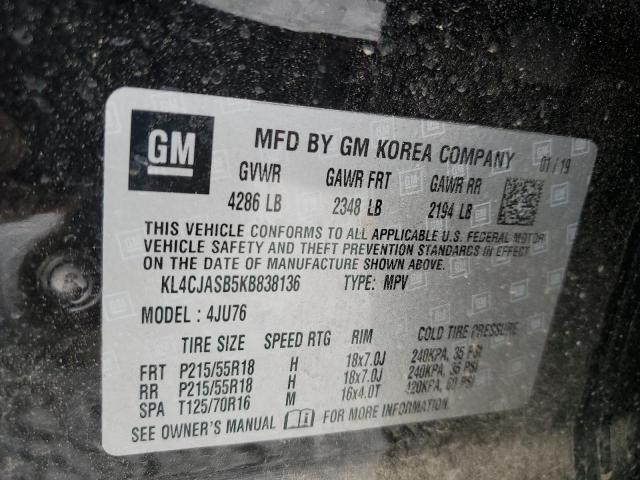 GM
MFD BY GM KOREA COMPANY 01/19
GVWR GAWR FRT GAWR RR
4286 LB 2348 LB 2194 LB
THIS VEHICLE CONFORMS TO ALL APPLICABLE U.S. FEDERAL MOTOR
VEHICLE SAFETY AND THEFT PREVENTION STANDARDS IN EFFECT
ON THE DATE OF MANUFACTURE SHOWN ABOVE.
KL4CJASB5KB838136 TYPE: MPV
MODEL : 4JU76
TIRE SIZE SPEED RTG RIM COLD TIRE PRESSURE
FRT P215/55R18 H 18x7.0J 240KPA, 35 PSI
RR P215/55R18 H 18x7.0J 240KPA, 35 PSI
SPA T125/70R16 M 16x4.0T 420KPA, 60 PSI
SEE OWNER'S MANUAL FOR MORE INFORMATION.